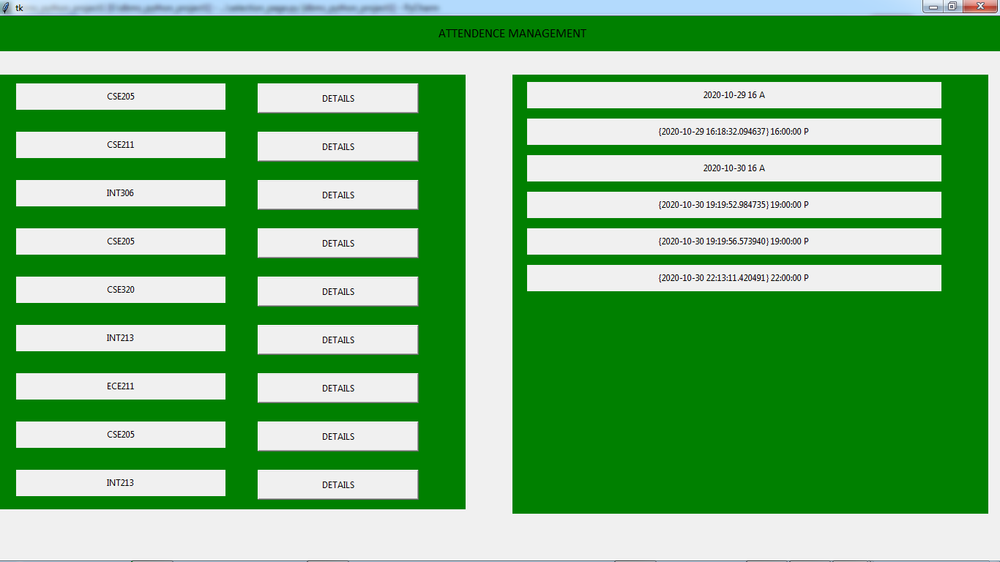 tk
ATTENDENCE MANAGEMENT
CSE205 DETAILS
CSE211 DETAILS
INT306 DETAILS
CSE205 DETAILS
CSE320 DETAILS
INT213 DETAILS
ECE211 DETAILS
CSE205 DETAILS
INT213 DETAILS
2020-10-29 16 A
{2020-10-29 16:18:32.094637} 16:00:00 P
2020-10-30 16 A
{2020-10-30 19:19:52.984735} 19:00:00 P
{2020-10-30 19:19:56.573940} 19:00:00 P
{2020-10-30 22:13:11.420491} 22:00:00 P